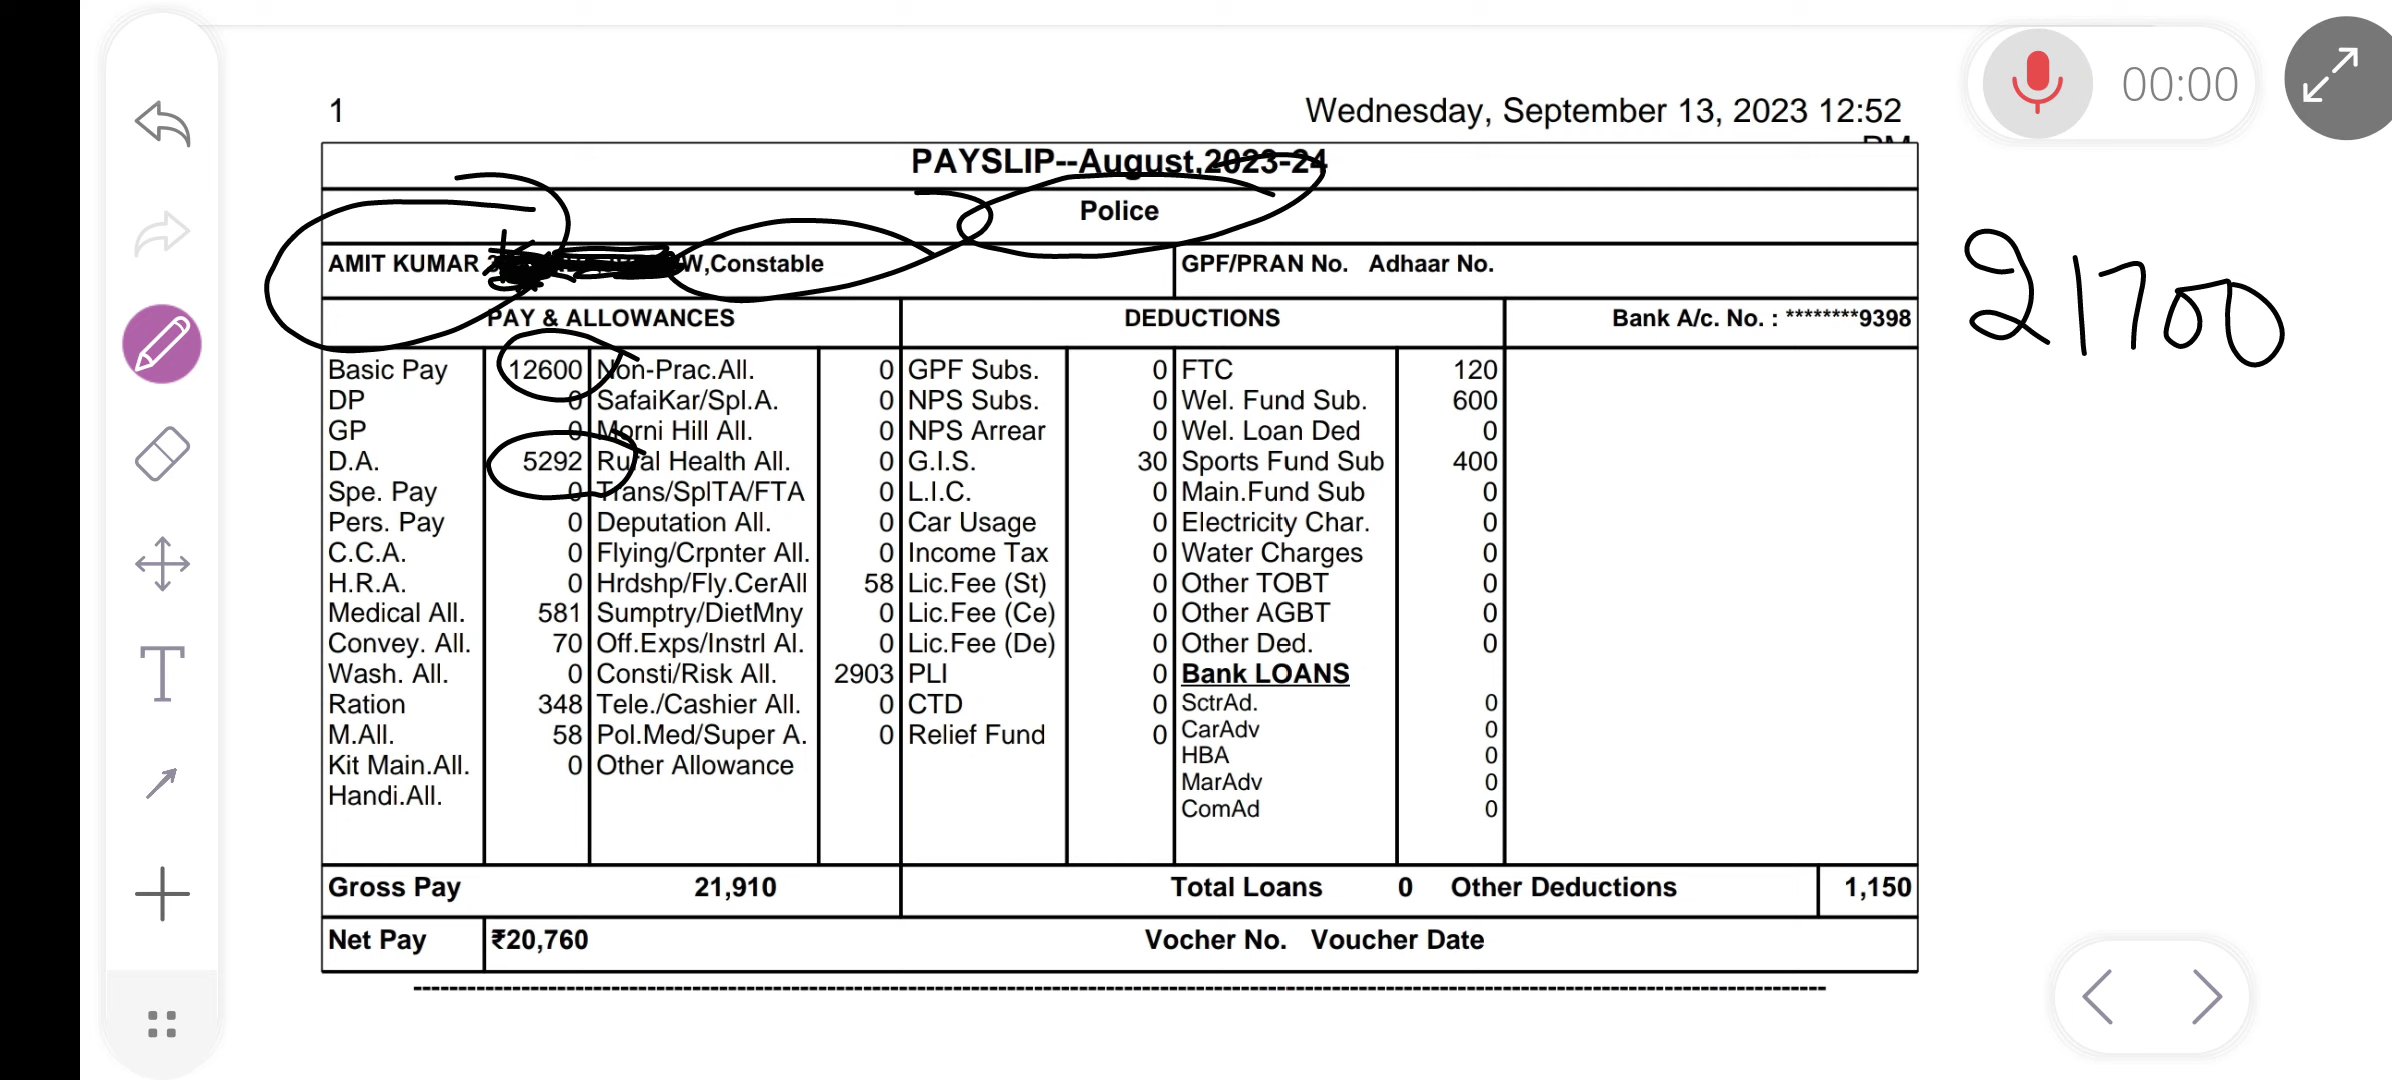 00:00
1 Wednesday, September 13, 2023 12:52
PAYSLIP--August,2023-24
Police
AMIT KUMAR W,Constable GPF/PRAN No. Adhaar No.
21700
PAY & ALLOWANCES DEDUCTIONS Bank A/c. No. : ********9398
Basic Pay 12600 Non-Prac.All. 0 GPF Subs. 0 FTC 120
DP 0 SafaiKar/Spl.A. 0 NPS Subs. 0 Wel. Fund Sub. 600
GP 0 Morni Hill All. 0 NPS Arrear 0 Wel. Loan Ded 0
D.A. 5292 Rural Health All. 0 G.I.S. 30 Sports Fund Sub 400
Spe. Pay 0 Trans/SplTA/FTA 0 L.I.C. 0 Main.Fund Sub 0
Pers. Pay 0 Deputation All. 0 Car Usage 0 Electricity Char. 0
C.C.A. 0 Flying/Crpnter All. 0 Income Tax 0 Water Charges 0
H.R.A. 0 Hrdshp/Fly.CerAll 58 Lic.Fee (St) 0 Other TOBT 0
Medical All. 581 Sumptry/DietMny 0 Lic.Fee (Ce) 0 Other AGBT 0
Convey. All. 70 Off.Exps/Instrl Al. 0 Lic.Fee (De) 0 Other Ded. 0
Wash. All. 0 Consti/Risk All. 2903 PLI 0 Bank LOANS
Ration 348 Tele./Cashier All. 0 CTD 0 SctrAd. 0
M.All. 58 Pol.Med/Super A. 0 Relief Fund 0 CarAdv 0
Kit Main.All. 0 Other Allowance HBA 0
Handi.All. MarAdv 0
ComAd 0
Gross Pay 21,910 Total Loans 0 Other Deductions 1,150
Net Pay ₹20,760 Vocher No. Voucher Date